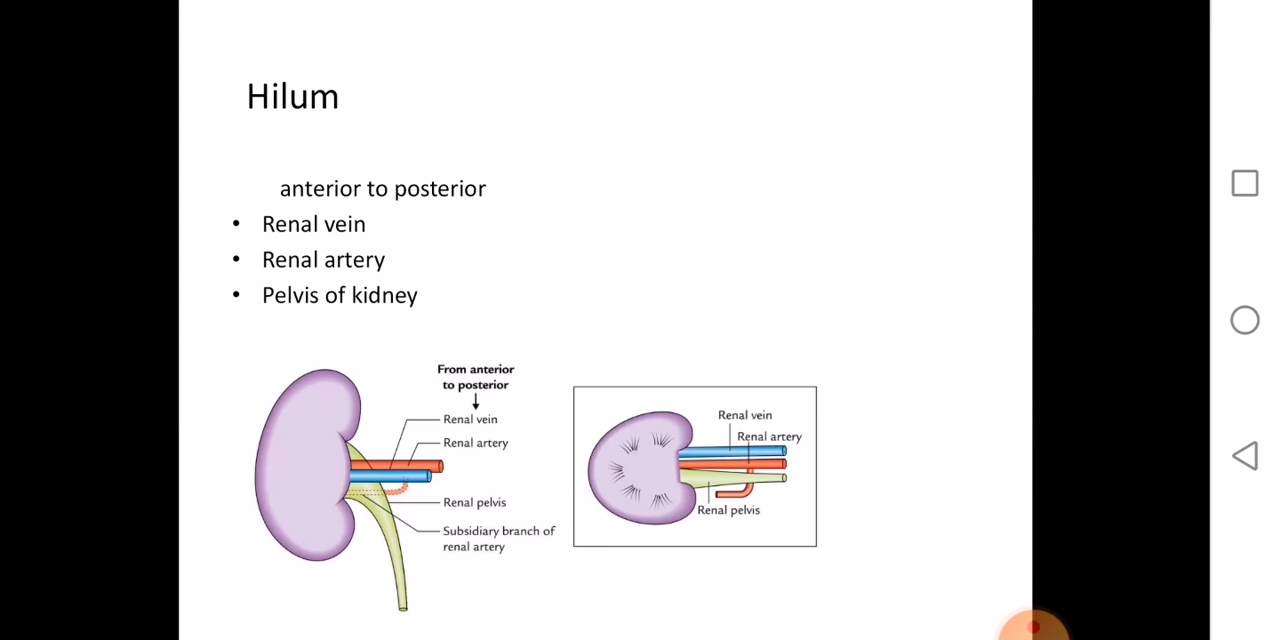 Hilum
anterior to posterior
• Renal vein
• Renal artery
• Pelvis of kidney
From anterior
to posterior
Renal vein
Renal artery
Renal pelvis
Subsidiary branch of
renal artery
Renal vein
Renal artery
Renal pelvis